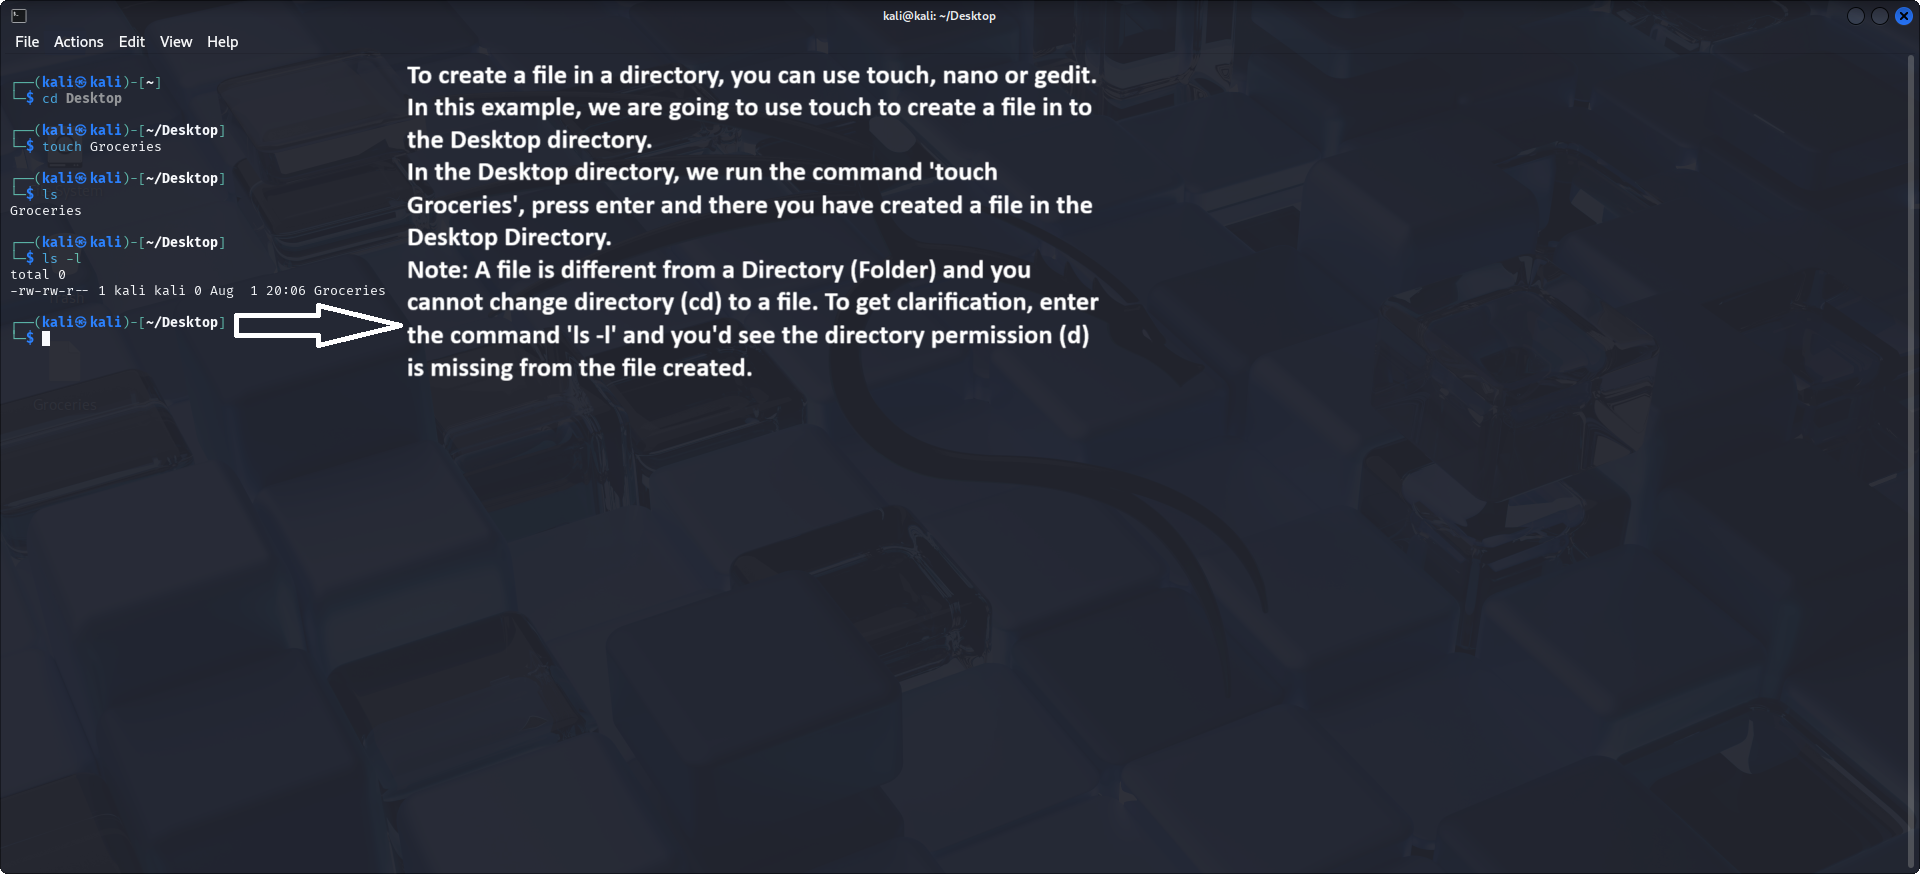 kali@kali: ~/Desktop
File Actions Edit View Help
┌──(kali㉿kali)-[~]
└─$ cd Desktop
┌──(kali㉿kali)-[~/Desktop]
└─$ touch Groceries
┌──(kali㉿kali)-[~/Desktop]
└─$ ls
Groceries
┌──(kali㉿kali)-[~/Desktop]
└─$ ls -l
total 0
-rw-rw-r-- 1 kali kali 0 Aug  1 20:06 Groceries
┌──(kali㉿kali)-[~/Desktop]
└─$
To create a file in a directory, you can use touch, nano or gedit.
In this example, we are going to use touch to create a file in to
the Desktop directory.
In the Desktop directory, we run the command 'touch
Groceries', press enter and there you have created a file in the
Desktop Directory.
Note: A file is different from a Directory (Folder) and you
cannot change directory (cd) to a file. To get clarification, enter
the command 'ls -l' and you'd see the directory permission (d)
is missing from the file created.
Groceries